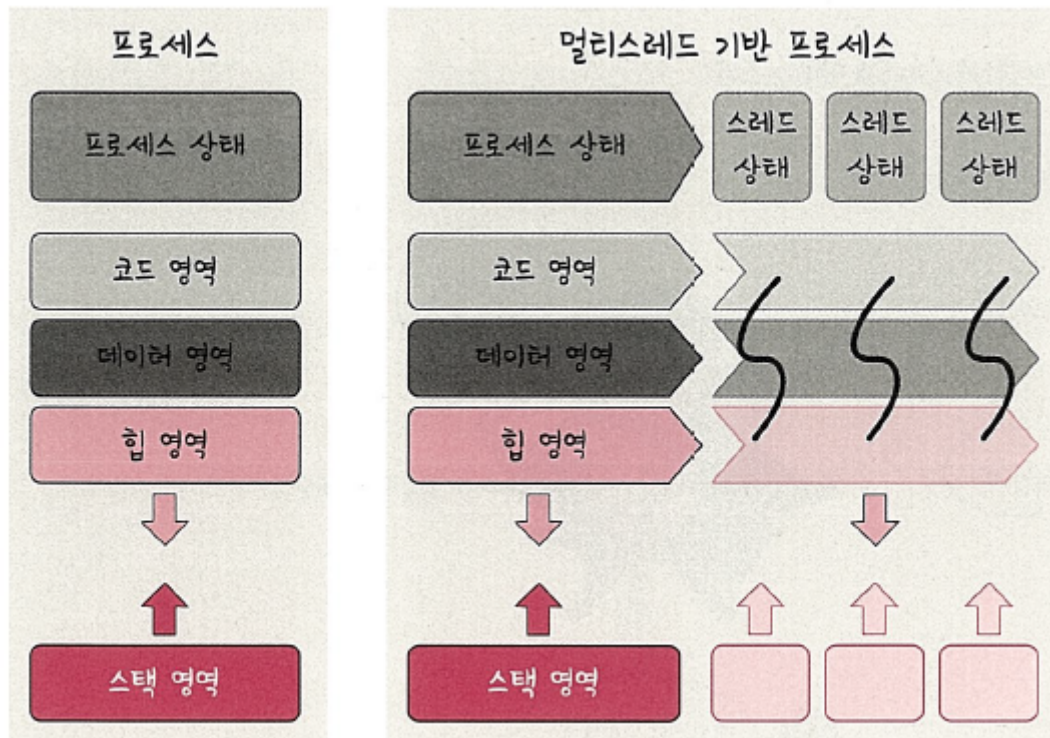 프로세스
프로세스 상태
코드 영역
데이터 영역
힙 영역
스택 영역
멀티스레드 기반 프로세스
프로세스 상태
스레드
상태
스레드
상태
스레드
상태
코드 영역
데이터 영역
힙 영역
스택 영역